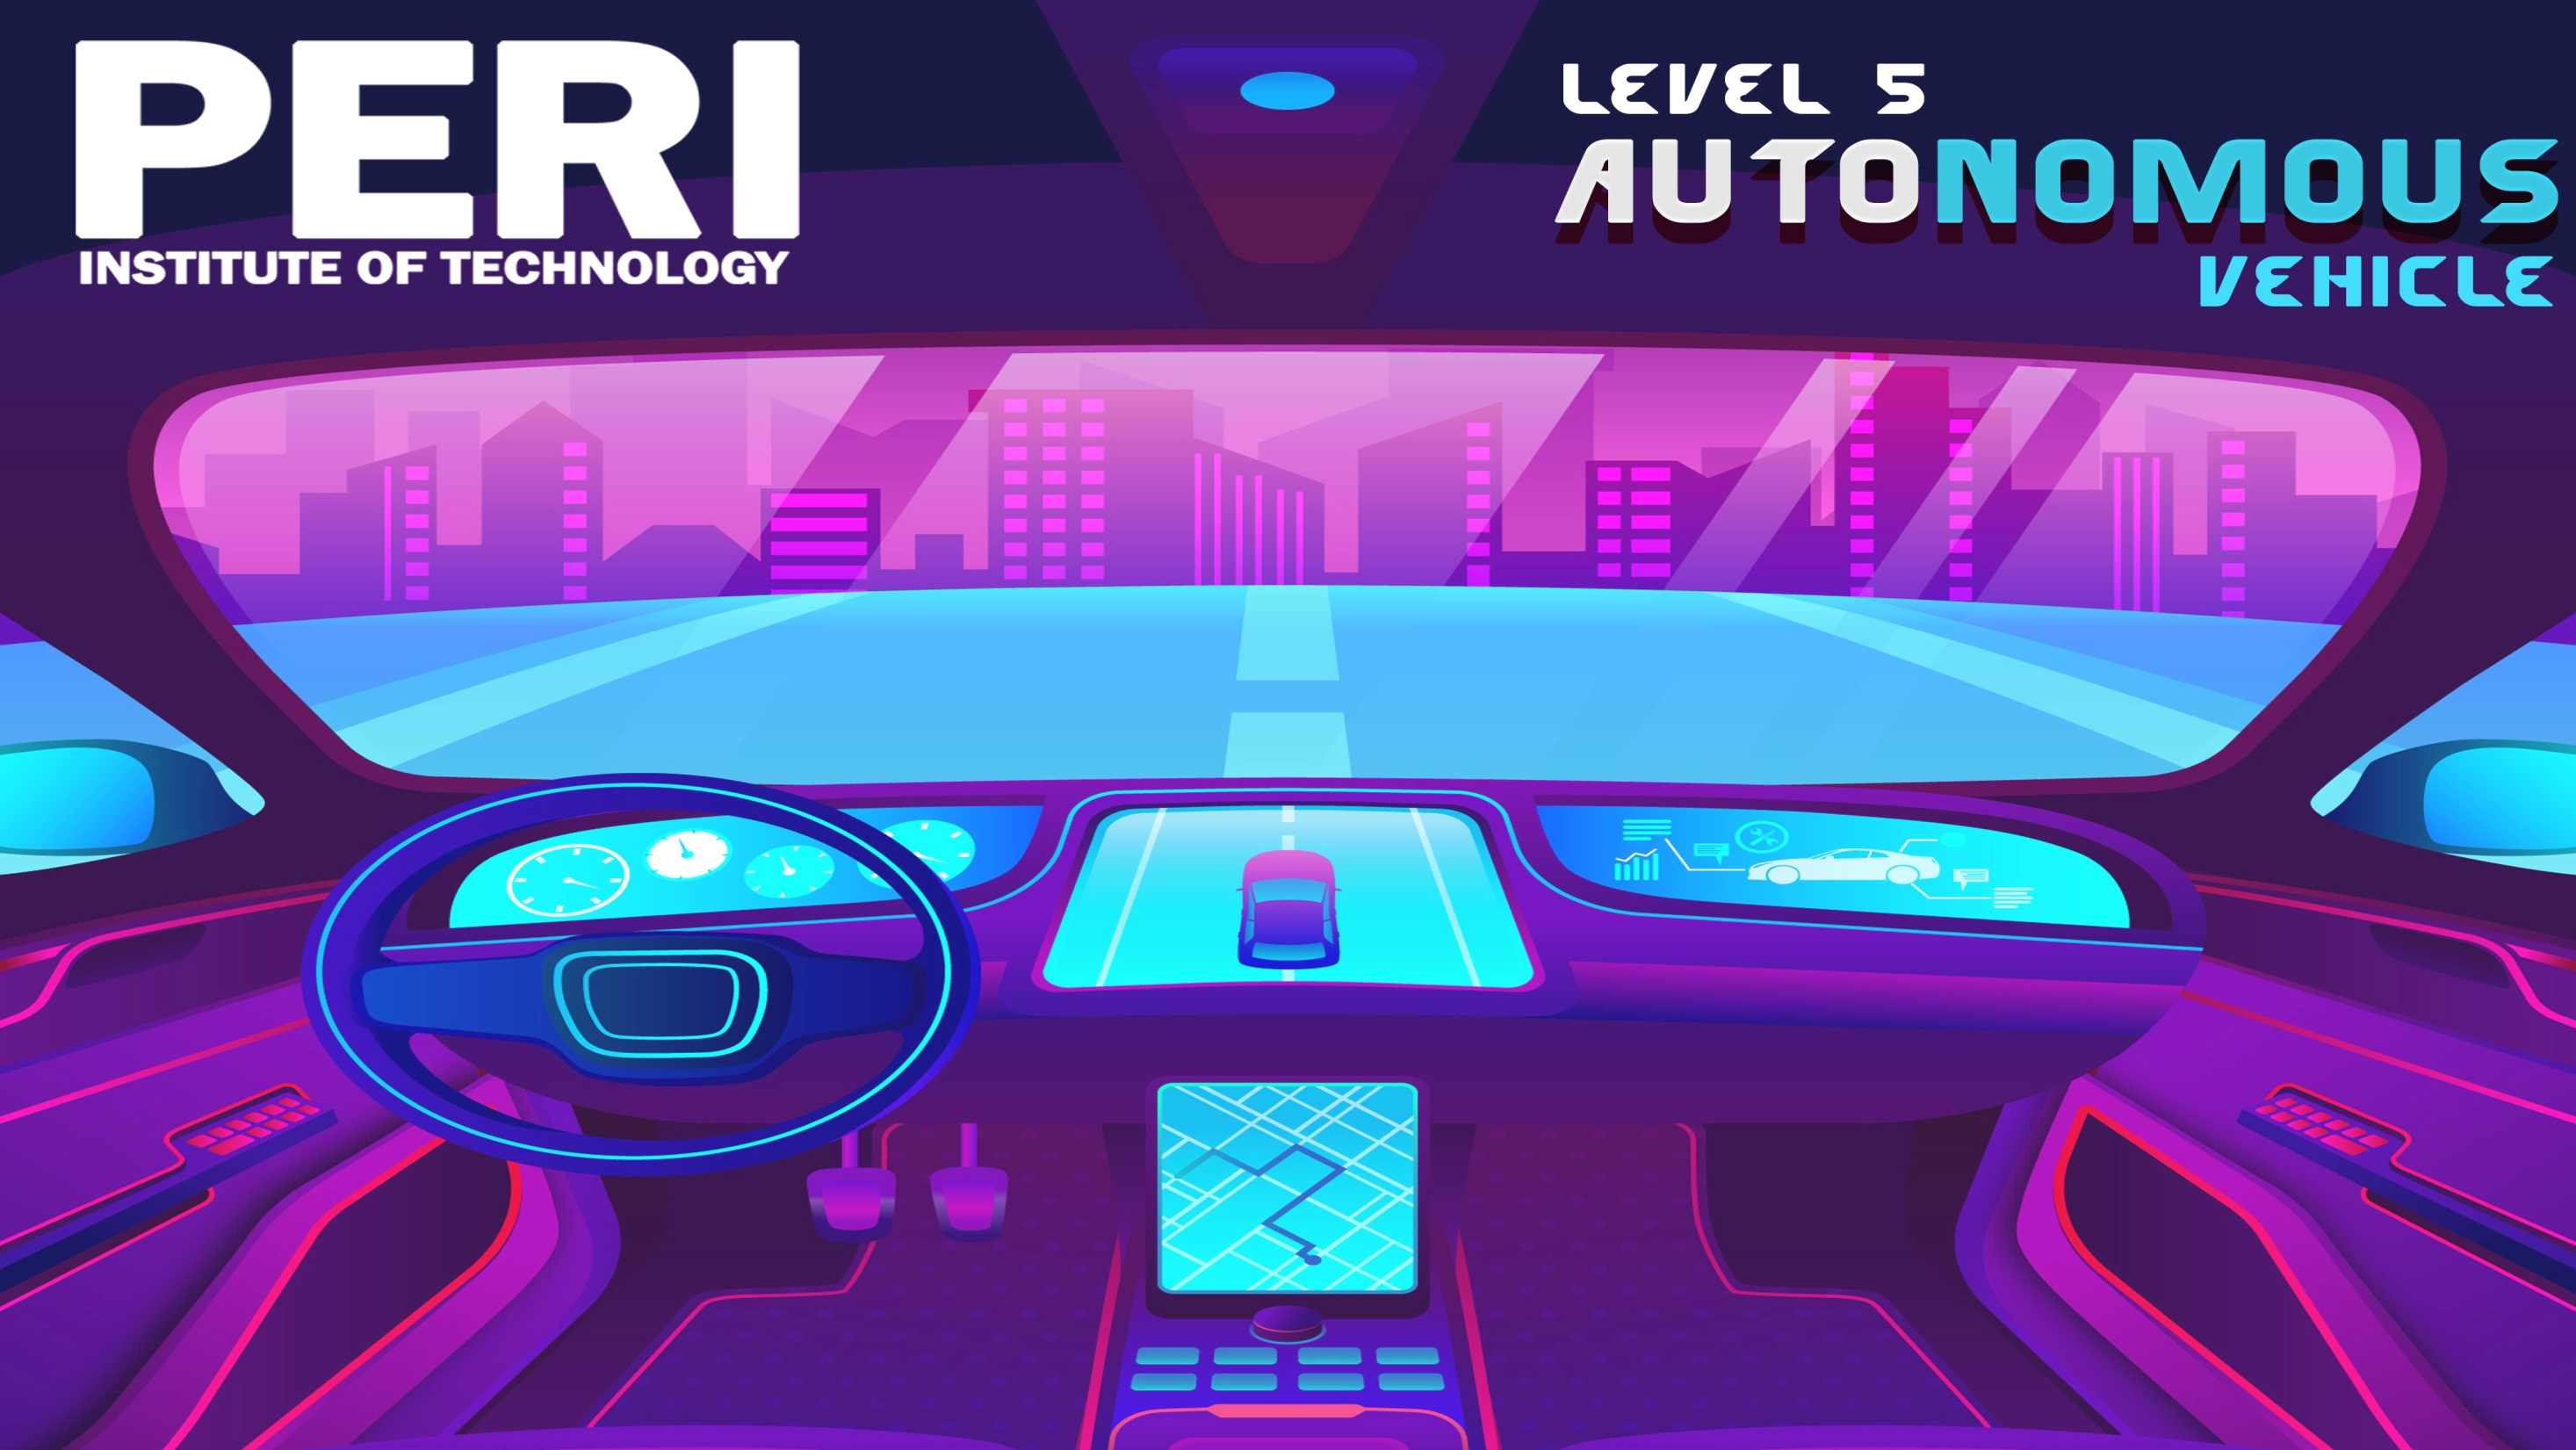 PERI
INSTITUTE OF TECHNOLOGY
LEVEL 5
AUTONOMOUS
VEHICLE